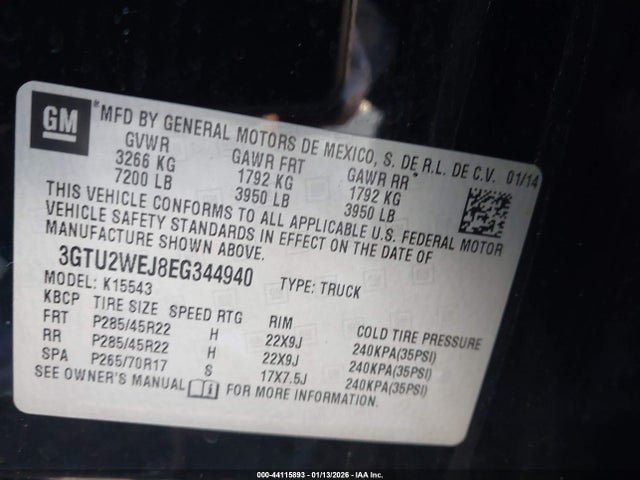 GM
*MFD BY GENERAL MOTORS DE MEXICO, S. DE R.L. DE C.V. 01/14
GVWR GAWR FRT GAWR RR
3266 KG 1792 KG 1792 KG
7200 LB 3950 LB 3950 LB
THIS VEHICLE CONFORMS TO ALL APPLICABLE U.S. FEDERAL MOTOR
VEHICLE SAFETY STANDARDS IN EFFECT ON THE DATE OF
MANUFACTURE SHOWN ABOVE.
3GTU2WEJ8EG344940 TYPE: TRUCK
MODEL: K15543
KBCP TIRE SIZE SPEED RTG RIM COLD TIRE PRESSURE
FRT P285/45R22 H 22X9J 240KPA(35PSI)
RR P285/45R22 H 22X9J 240KPA(35PSI)
SPA P265/70R17 S 17X7.5J 240KPA(35PSI)
SEE OWNER'S MANUAL FOR MORE INFORMATION.
000-44115893 - 01/13/2026 - IAA Inc.